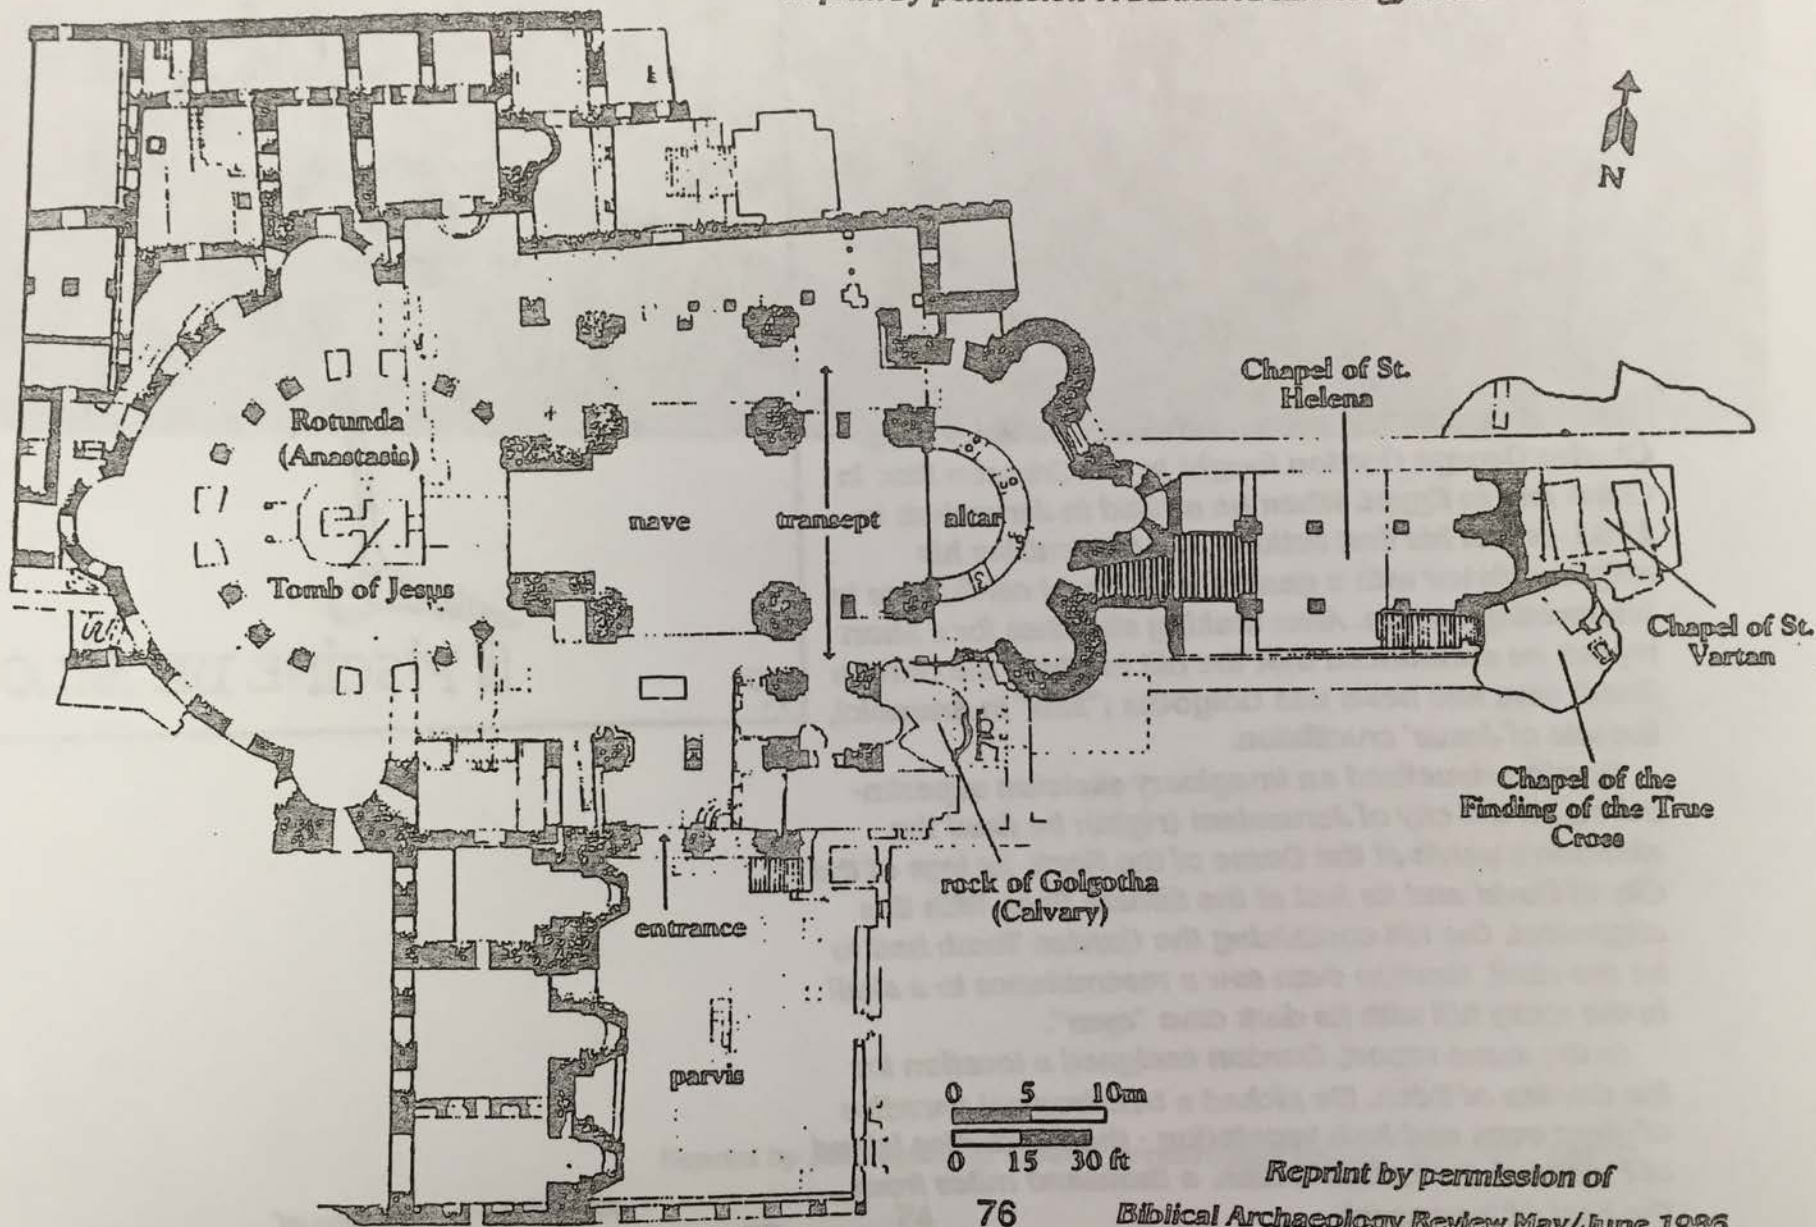 by permission
N
Chapel of St.
Helena
Rotunda
(Anastasis)
nave
transept
altar
Tomb of Jesus
Chapel of St.
Vartan
Chapel of the
Finding of the True
Cross
rock of Golgotha
(Calvary)
entrance
parvis
0 5 10m
0 15 30 ft
Reprint by permission of
76 Biblical Archaeology Review May/June 1986